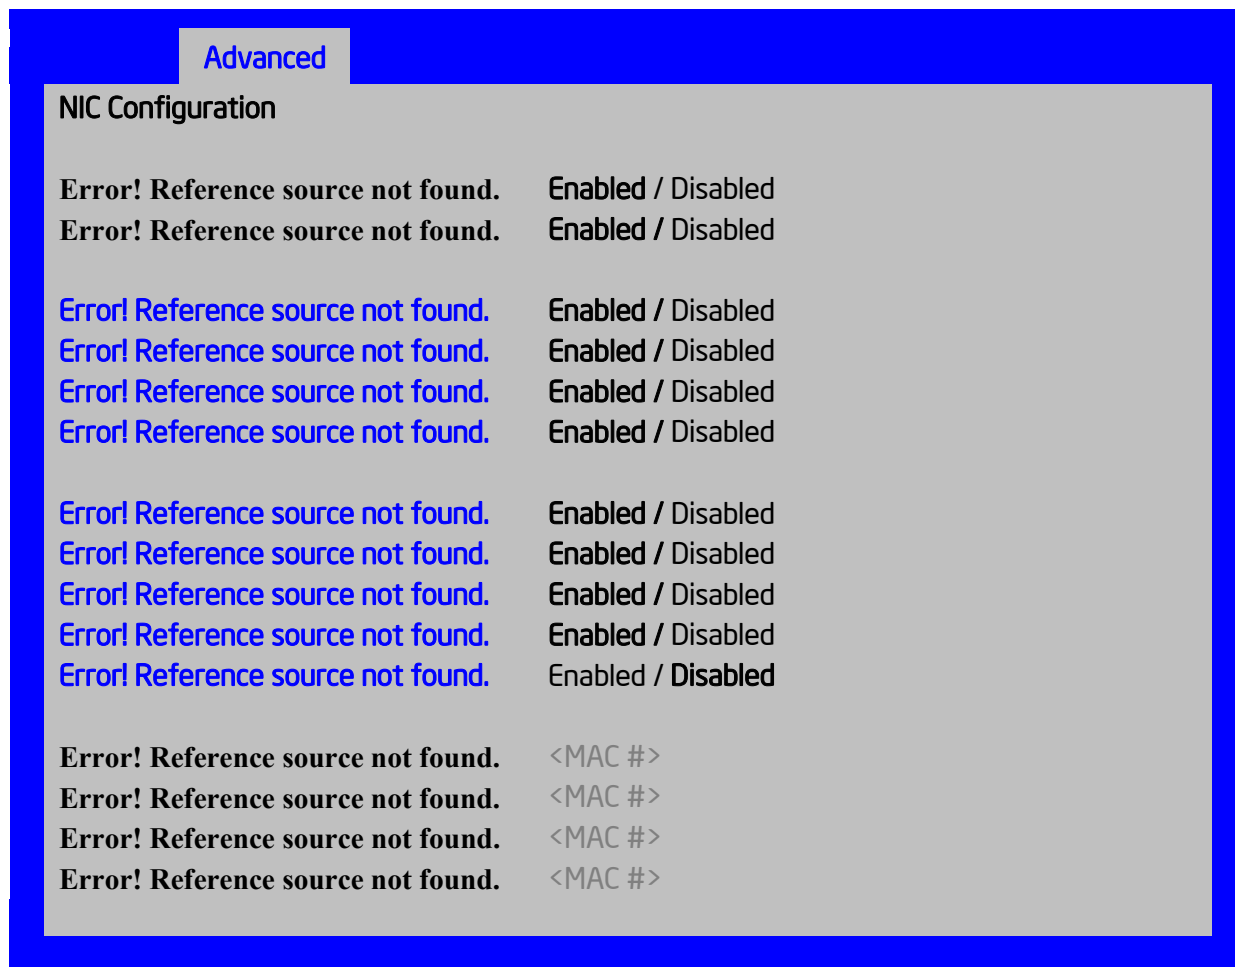 Advanced
NIC Configuration
Error! Reference source not found. Enabled / Disabled
Error! Reference source not found. Enabled / Disabled
Error! Reference source not found. Enabled / Disabled
Error! Reference source not found. Enabled / Disabled
Error! Reference source not found. Enabled / Disabled
Error! Reference source not found. Enabled / Disabled
Error! Reference source not found. Enabled / Disabled
Error! Reference source not found. Enabled / Disabled
Error! Reference source not found. Enabled / Disabled
Error! Reference source not found. Enabled / Disabled
Error! Reference source not found. Enabled / Disabled
Error! Reference source not found. <MAC #>
Error! Reference source not found. <MAC #>
Error! Reference source not found. <MAC #>
Error! Reference source not found. <MAC #>